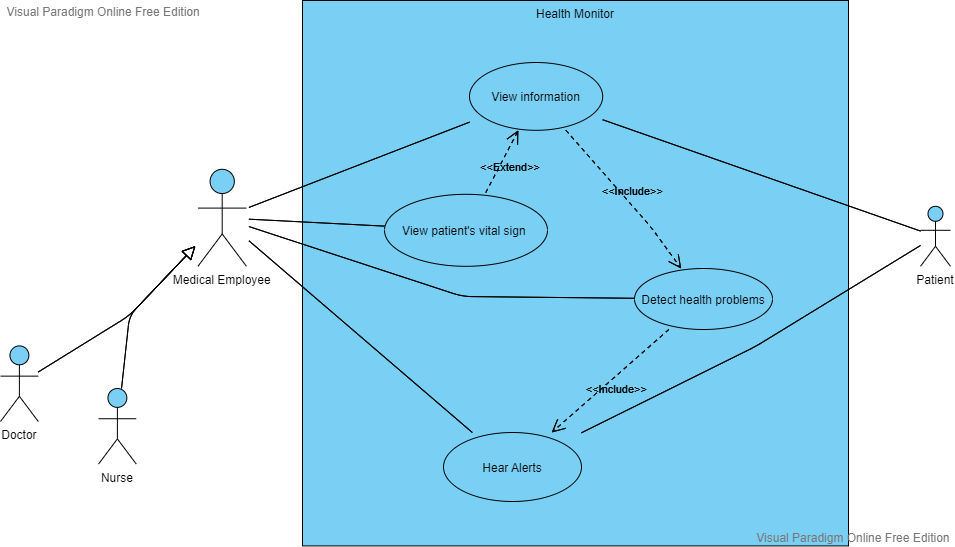 Visual Paradigm Online Free Edition
Health Monitor
View information
<<Extend>>
<<Include>>
View patient's vital sign
Medical Employee
Patient
Detect health problems
<<Include>>
Doctor
Nurse
Hear Alerts
Visual Paradigm Online Free Edition